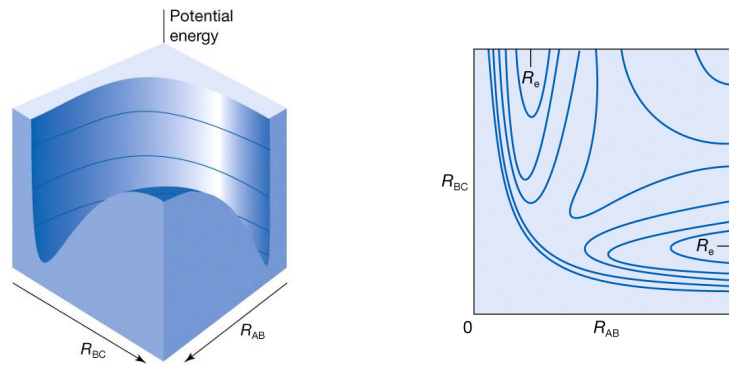 Potential
energy
R_BC
R_AB
R_e
R_BC
R_e
0
R_AB